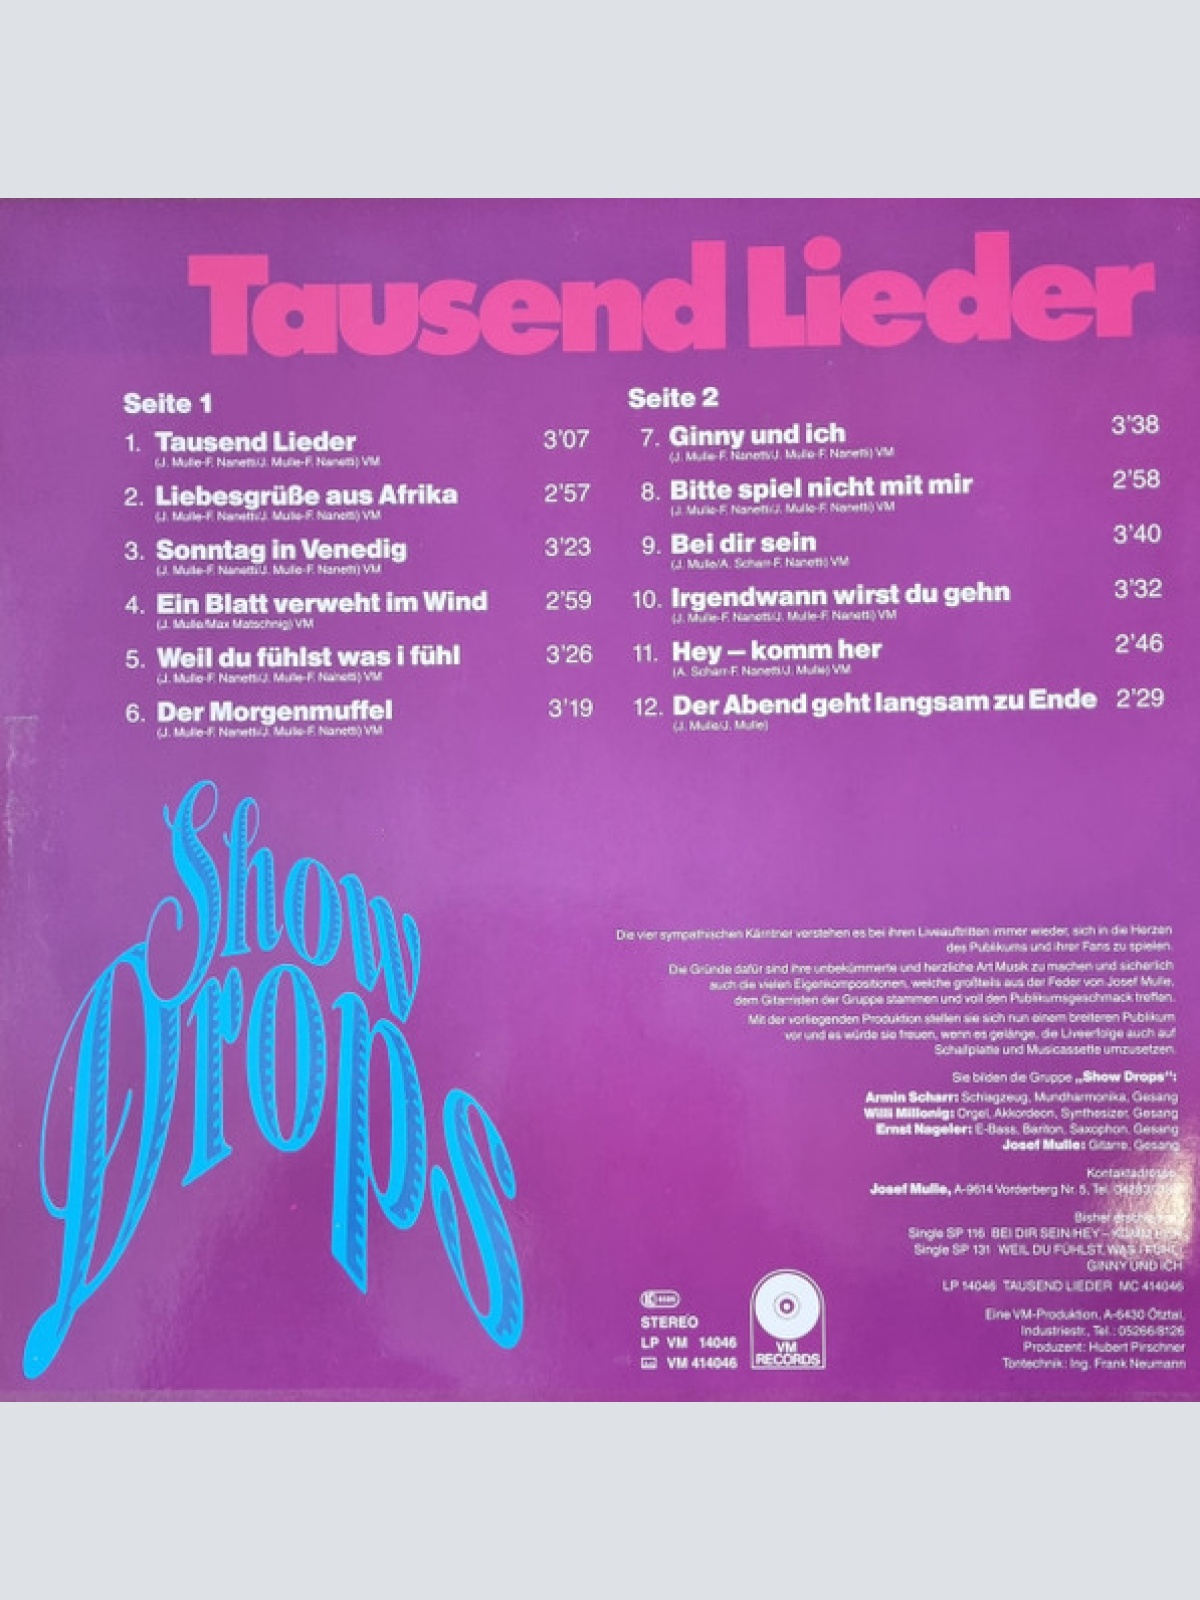 Tausend Lieder
Seite 1
1. Tausend Lieder 3'07
(J. Mulle-F. Nanetti/J. Mulle-F. Nanetti) VM
2. Liebesgrüße aus Afrika 2'57
(J. Mulle-F. Nanetti/J. Mulle-F. Nanetti) VM
3. Sonntag in Venedig 3'23
(J. Mulle-F. Nanetti/J. Mulle-F. Nanetti) VM
4. Ein Blatt verweht im Wind 2'59
(J. Mulle/Max Matschnig) VM
5. Weil du fühlst was i fühl 3'26
(J. Mulle-F. Nanetti/J. Mulle-F. Nanetti) VM
6. Der Morgenmuffel 3'19
(J. Mulle-F. Nanetti/J. Mulle-F. Nanetti) VM
Seite 2
7. Ginny und ich 3'38
(J. Mulle-F. Nanetti/J. Mulle-F. Nanetti) VM
8. Bitte spiel nicht mit mir 2'58
(J. Mulle-F. Nanetti/J. Mulle-F. Nanetti) VM
9. Bei dir sein 3'40
(J. Mulle/A. Scharr-F. Nanetti) VM
10. Irgendwann wirst du gehn 3'32
(J. Mulle-F. Nanetti/J. Mulle-F. Nanetti) VM
11. Hey – komm her 2'46
(A. Scharr-F. Nanetti/J. Mulle) VM
12. Der Abend geht langsam zu Ende 2'29
(J. Mulle/J. Mulle)
Show
Drops
Die vier sympathischen Kärntner verstehen es bei ihren Liveauftritten immer wieder, sich in die Herzen
des Publikums und ihrer Fans zu spielen.
Die Gründe dafür sind ihre unbekümmerte und herzliche Art Musik zu machen und sicherlich
auch die vielen Eigenkompositionen, welche großteils aus der Feder von Josef Mulle,
dem Gitarristen der Gruppe stammen und voll den Publikumsgeschmack treffen.
Mit der vorliegenden Produktion stellen sie sich nun einem breiteren Publikum
vor und es würde sie freuen, wenn es gelänge, die Liveerfolge auch auf
Schallplatte und Musicassette umzusetzen.
Sie bilden die Gruppe „Show Drops“:
Armin Scharr: Schlagzeug, Mundharmonika, Gesang
Willi Millonig: Orgel, Akkordeon, Synthesizer, Gesang
Ernst Nageler: E-Bass, Bariton, Saxophon, Gesang
Josef Mulle: Gitarre, Gesang
Kontaktadresse:
Josef Mulle, A-9614 Vorderberg Nr. 5, Tel.
Bisher erschienen:
Single SP 116 BEI DIR SEIN/HEY – KOMM HER
Single SP 131 WEIL DU FÜHLST, WAS I FÜHL/
GINNY UND ICH
LP 14046 TAUSEND LIEDER MC 414046
Eine VM-Produktion, A-6430 Ötztal,
Industriestr., Tel.: 05266/8126
Produzent: Hubert Pirschner
Tontechnik: Ing. Frank Neumann
STEREO
LP VM 14046
VM 414046
VM
RECORDS